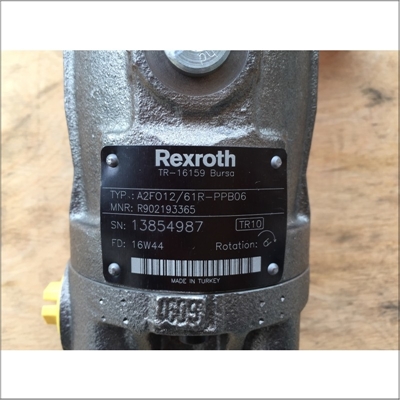 Rexroth
TR-16159 Bursa
TYP: A2FO12/61R-PPB06
MNR: R902193365
SN: 13854987 TR10
FD: 16W44 Rotation:
MADE IN TURKEY